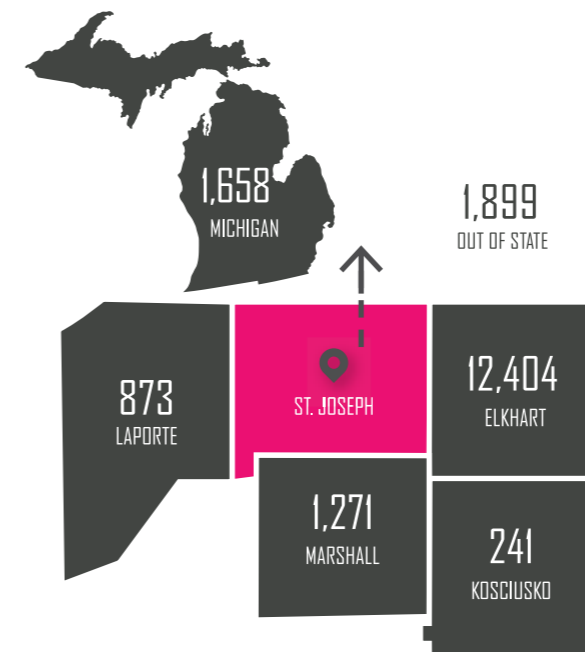 1,658
MICHIGAN
1,899
OUT OF STATE
873
LAPORTE
ST. JOSEPH
12,404
ELKHART
1,271
MARSHALL
241
KOSCIUSKO